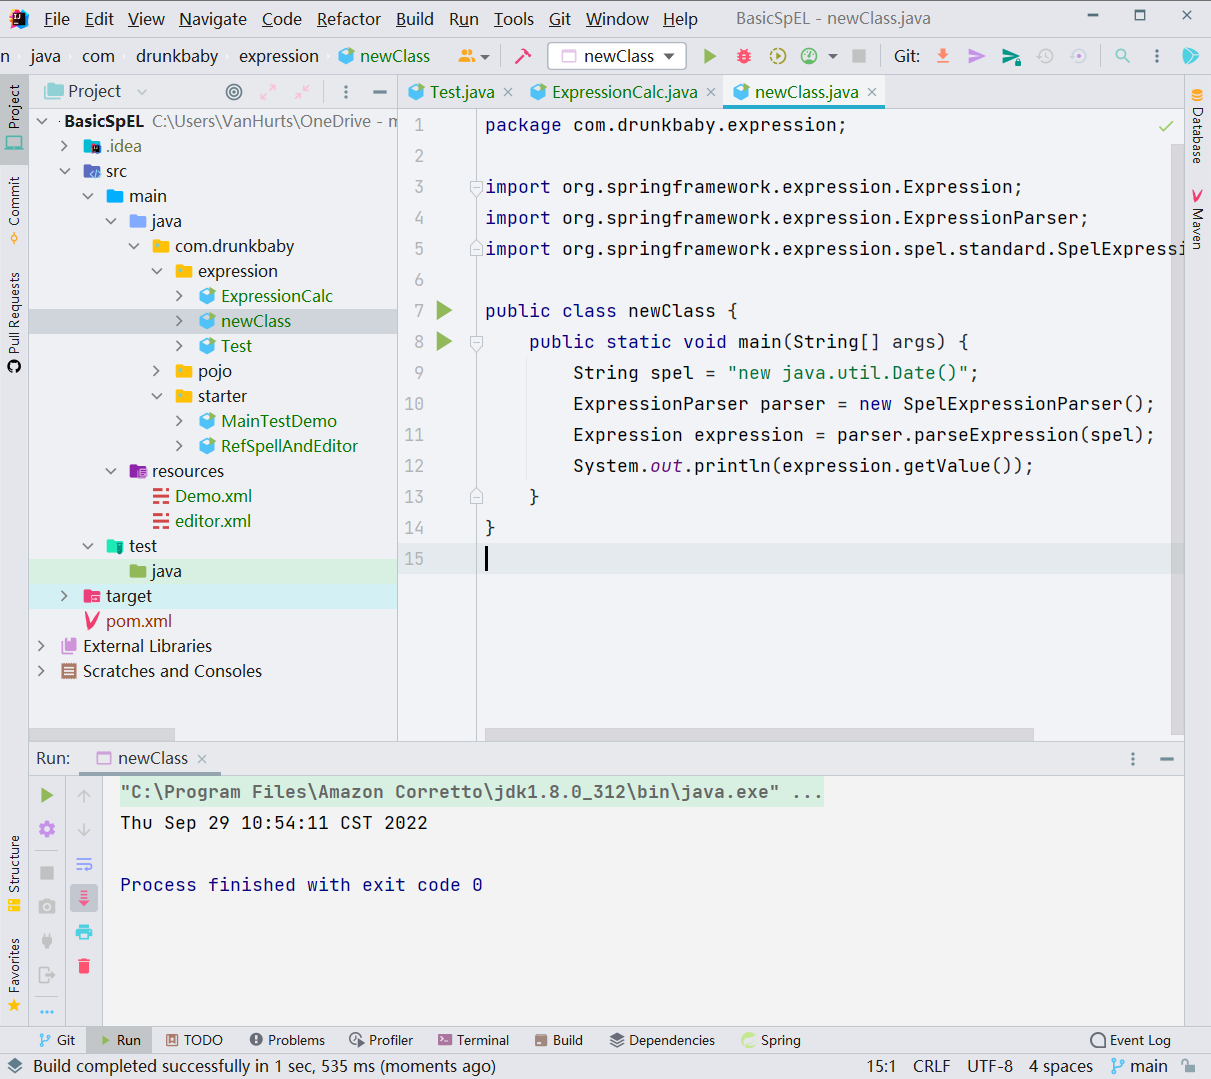 File Edit View Navigate Code Refactor Build Run Tools Git Window Help BasicSpEL - newClass.java
n java com drunkbaby expression newClass newClass Git:
Project
Test.java ExpressionCalc.java newClass.java
Project
Commit
Pull Requests
Structure
Favorites
BasicSpEL C:\Users\VanHurts\OneDrive - m
.idea
src
main
java
com.drunkbaby
expression
ExpressionCalc
newClass
Test
pojo
starter
MainTestDemo
RefSpellAndEditor
resources
Demo.xml
editor.xml
test
java
target
pom.xml
External Libraries
Scratches and Consoles
1 package com.drunkbaby.expression;
2
3 import org.springframework.expression.Expression;
4 import org.springframework.expression.ExpressionParser;
5 import org.springframework.expression.spel.standard.SpelExpressi
6
7 public class newClass {
8 public static void main(String[] args) {
9 String spel = "new java.util.Date()";
10 ExpressionParser parser = new SpelExpressionParser();
11 Expression expression = parser.parseExpression(spel);
12 System.out.println(expression.getValue());
13 }
14 }
15
Database
Maven
Run: newClass
"C:\Program Files\Amazon Corretto\jdk1.8.0_312\bin\java.exe" ...
Thu Sep 29 10:54:11 CST 2022
Process finished with exit code 0
Git Run TODO Problems Profiler Terminal Build Dependencies Spring Event Log
Build completed successfully in 1 sec, 535 ms (moments ago) 15:1 CRLF UTF-8 4 spaces main